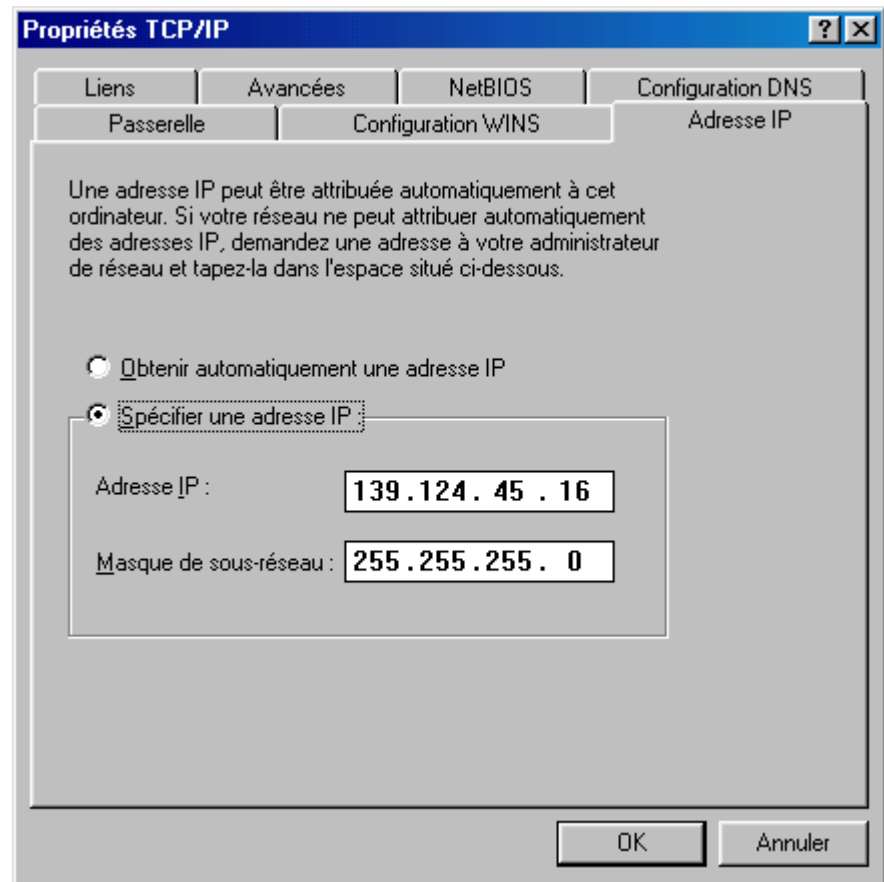 Propriétés TCP/IP
Liens Avancées NetBIOS Configuration DNS
Passerelle Configuration WINS Adresse IP
Une adresse IP peut être attribuée automatiquement à cet
ordinateur. Si votre réseau ne peut attribuer automatiquement
des adresses IP, demandez une adresse à votre administrateur
de réseau et tapez-la dans l'espace situé ci-dessous.
Obtenir automatiquement une adresse IP
Spécifier une adresse IP :
Adresse IP : 139.124. 45 . 16
Masque de sous-réseau : 255.255.255. 0
OK Annuler